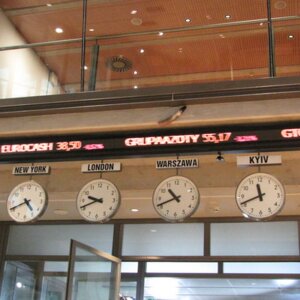 EUROCASH 38,50 GRUPAAZOTY 55,17
NEW YORK LONDON WARSZAWA KYIV